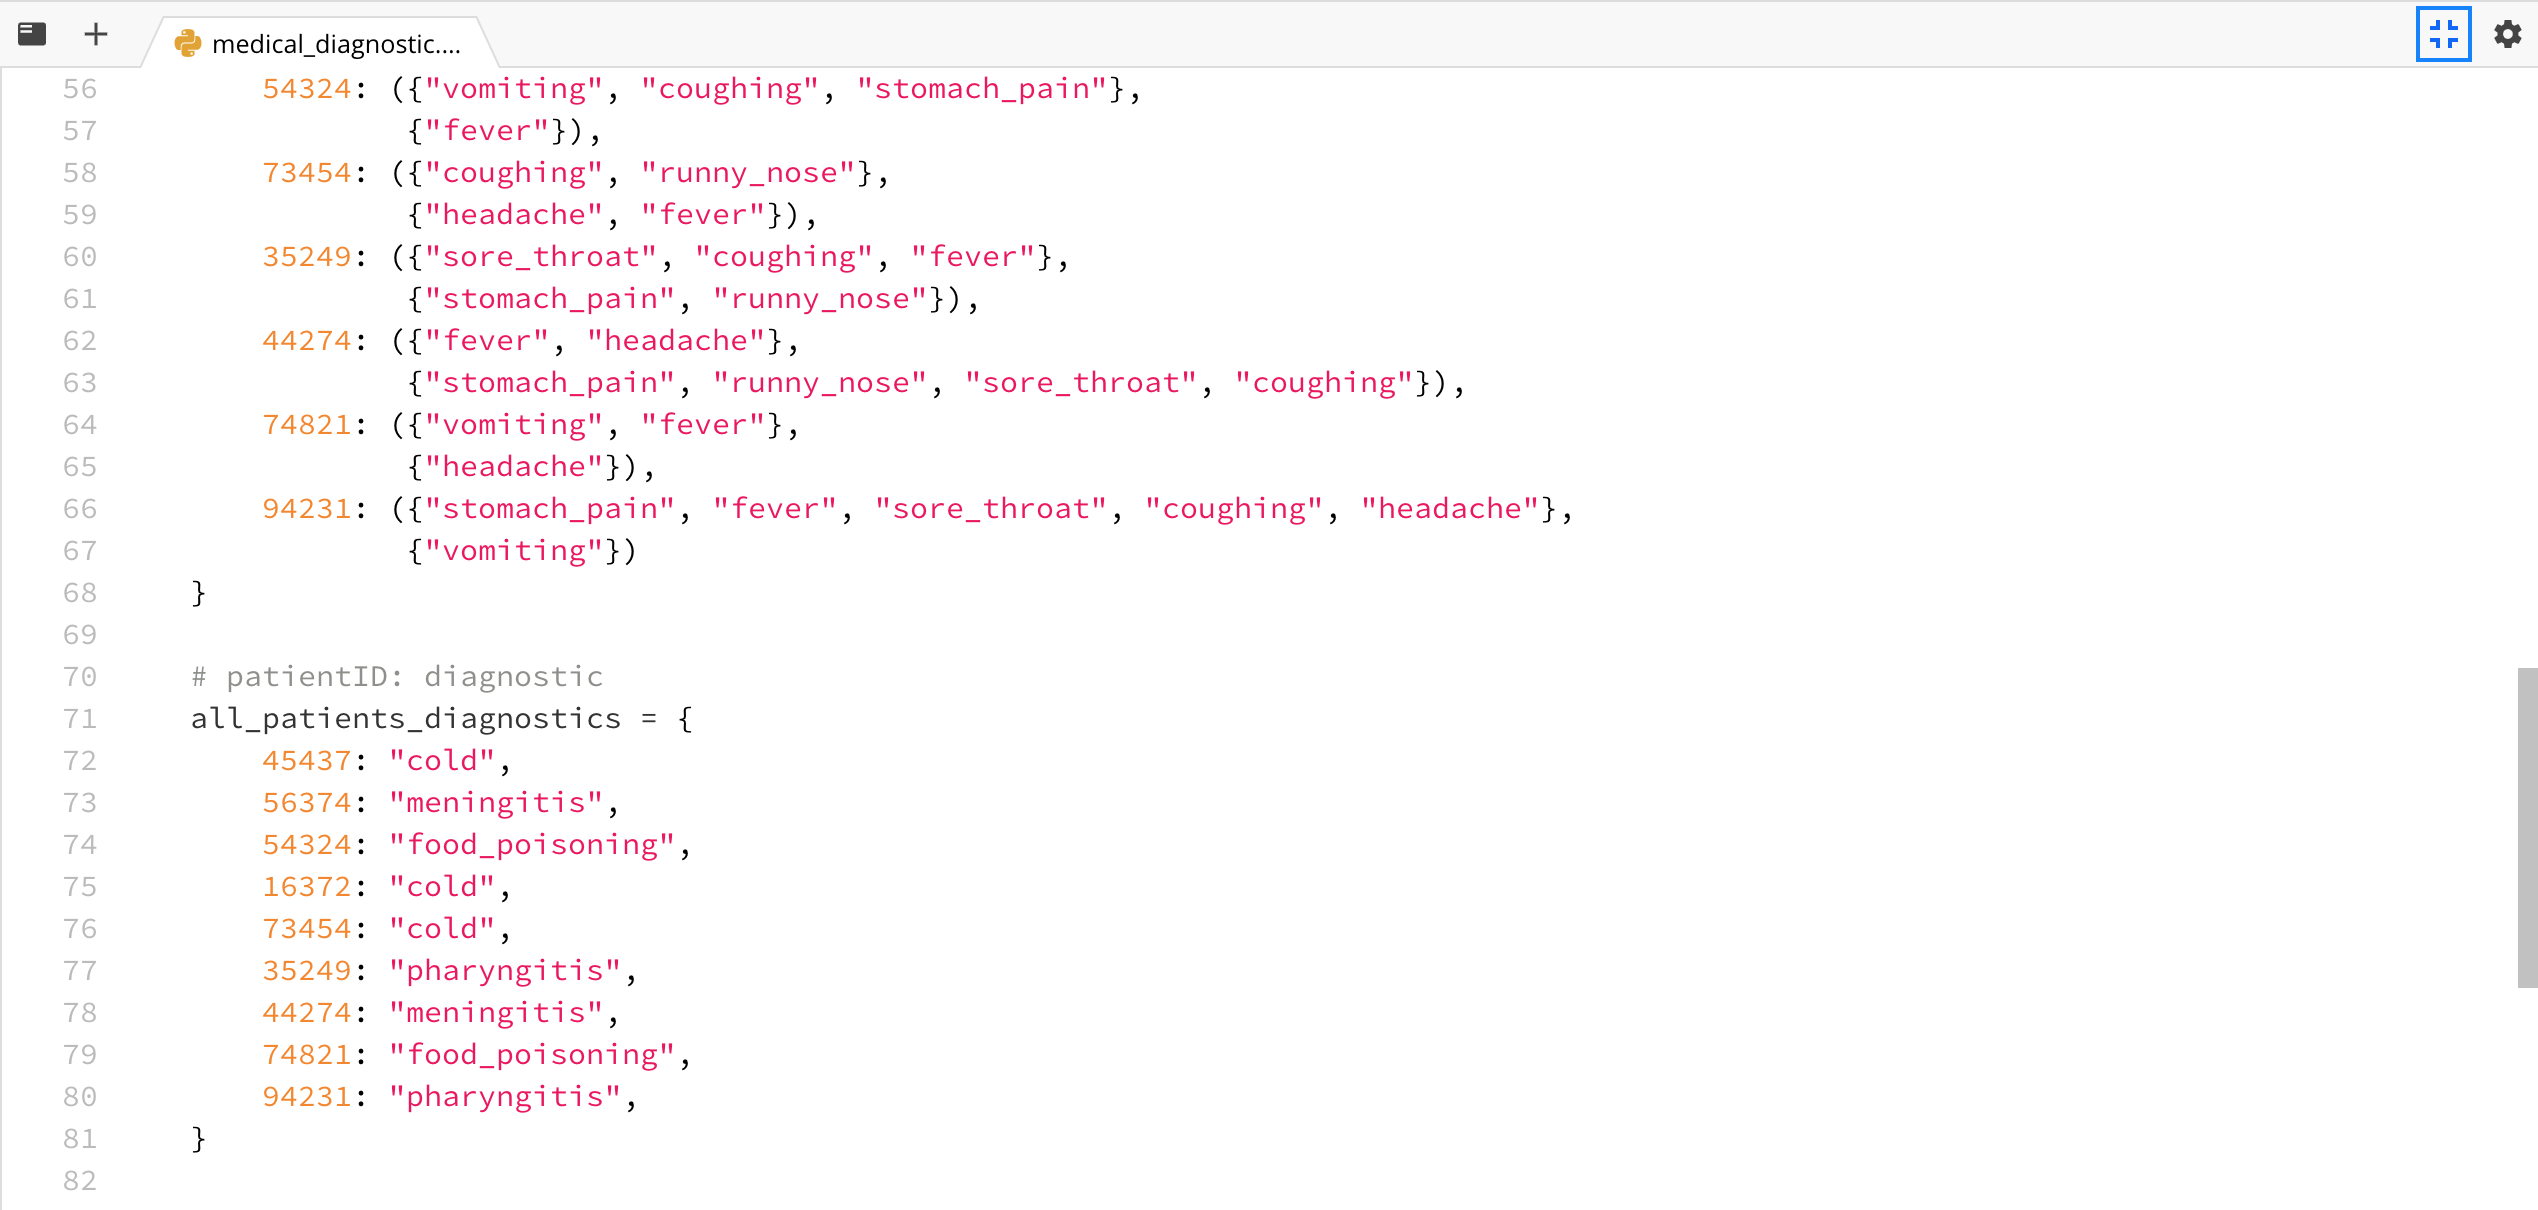 medical_diagnostic....
56 54324: ({"vomiting", "coughing", "stomach_pain"},
57 {"fever"}),
58 73454: ({"coughing", "runny_nose"},
59 {"headache", "fever"}),
60 35249: ({"sore_throat", "coughing", "fever"},
61 {"stomach_pain", "runny_nose"}),
62 44274: ({"fever", "headache"},
63 {"stomach_pain", "runny_nose", "sore_throat", "coughing"}),
64 74821: ({"vomiting", "fever"},
65 {"headache"}),
66 94231: ({"stomach_pain", "fever", "sore_throat", "coughing", "headache"},
67 {"vomiting"})
68 }
69
70 # patientID: diagnostic
71 all_patients_diagnostics = {
72 45437: "cold",
73 56374: "meningitis",
74 54324: "food_poisoning",
75 16372: "cold",
76 73454: "cold",
77 35249: "pharyngitis",
78 44274: "meningitis",
79 74821: "food_poisoning",
80 94231: "pharyngitis",
81 }
82